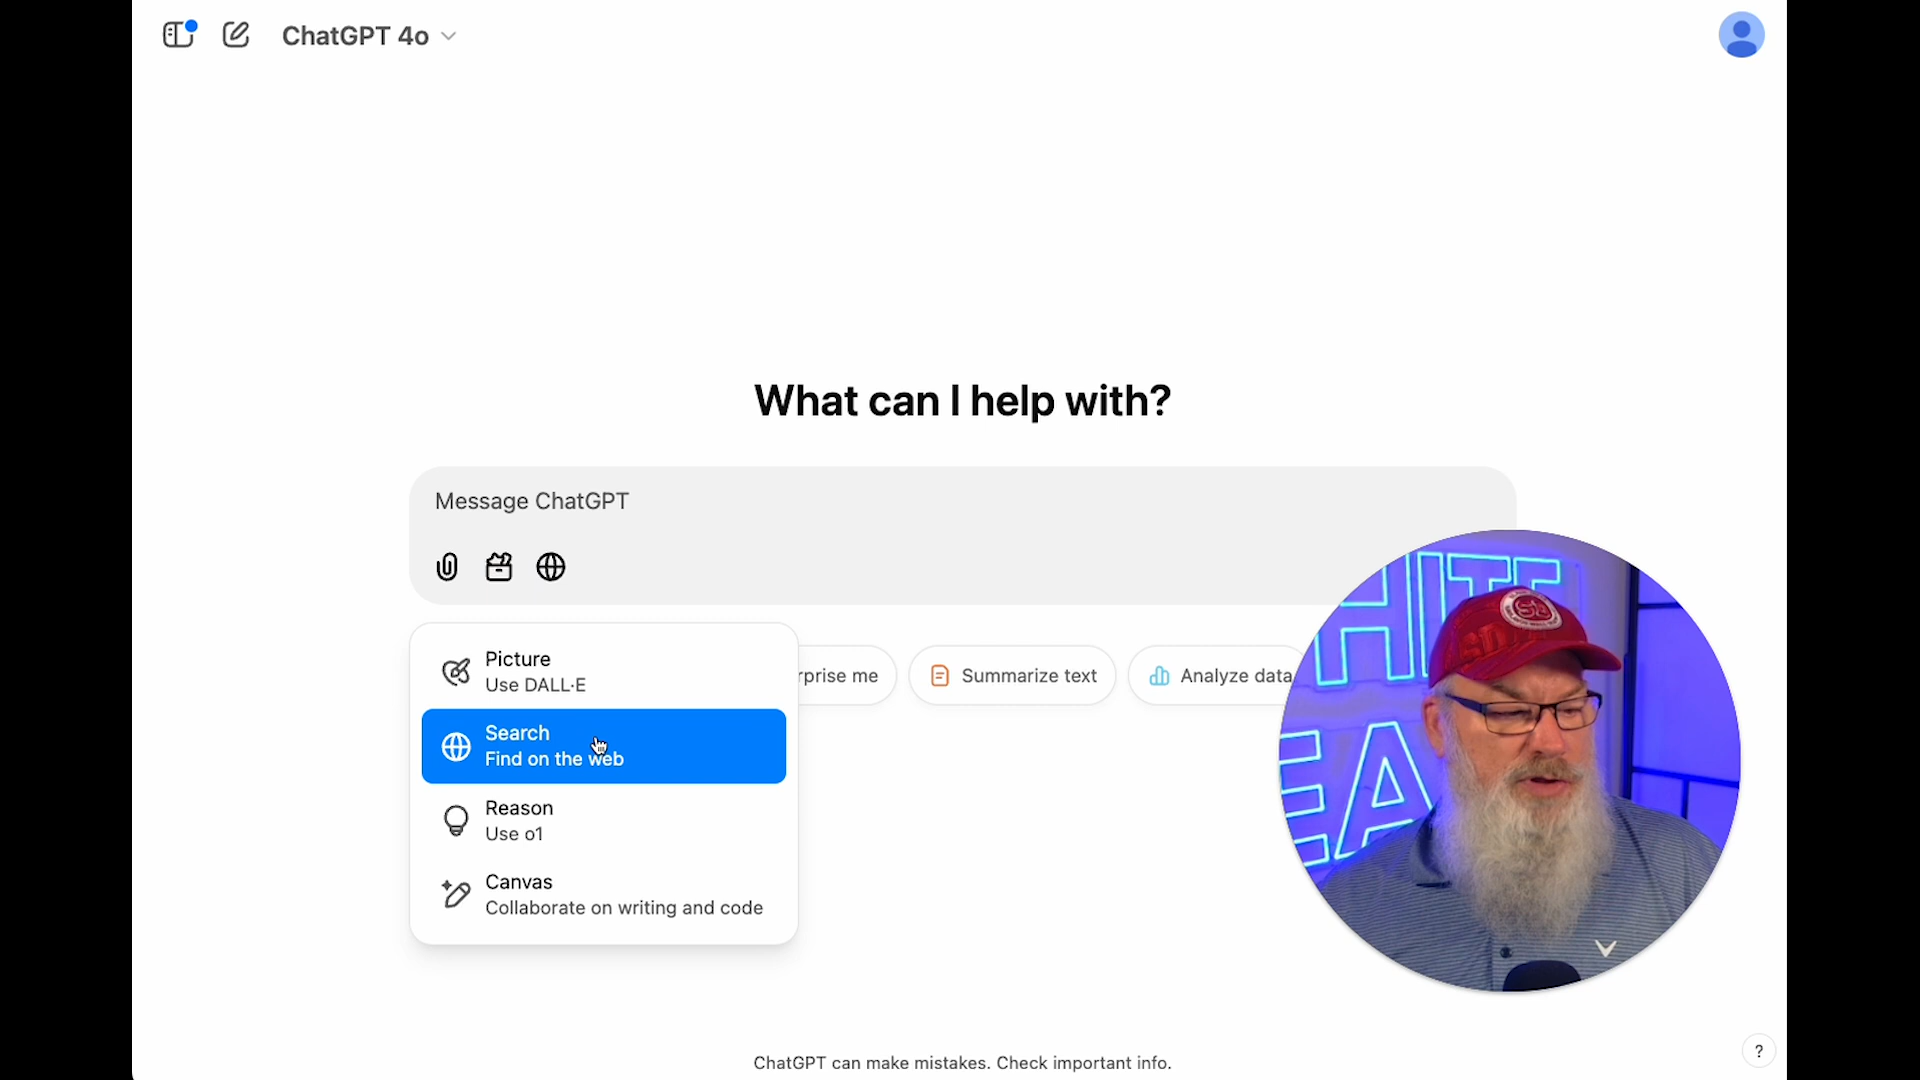 ChatGPT 4o
What can I help with?
Message ChatGPT
Picture
Use DALL·E
Search
Find on the web
Reason
Use o1
Canvas
Collaborate on writing and code
rprise me
Summarize text
Analyze data
HITE
EA
ChatGPT can make mistakes. Check important info.
?